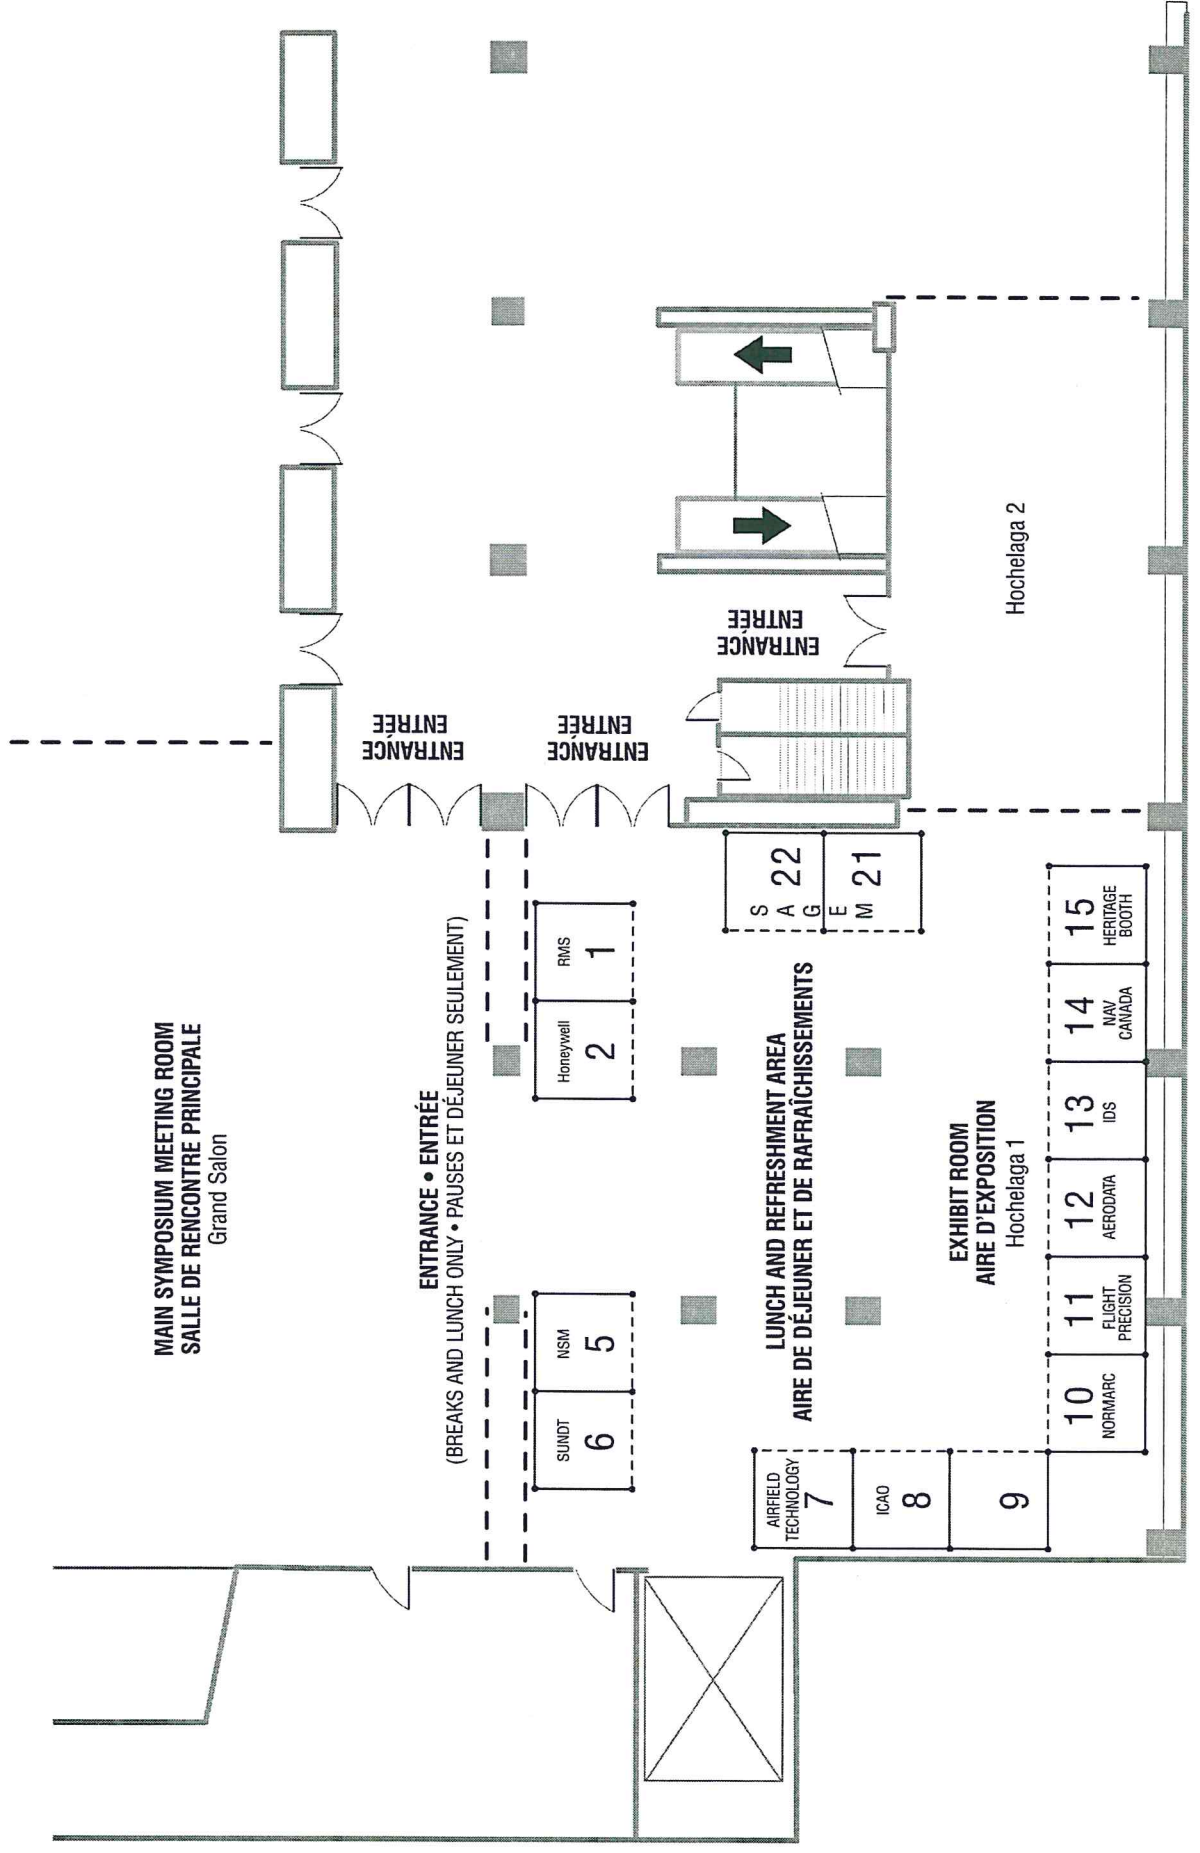 MAIN SYMPOSIUM MEETING ROOM
SALLE DE RENCONTRE PRINCIPALE
Grand Salon
ENTRANCE • ENTRÉE
(BREAKS AND LUNCH ONLY • PAUSES ET DÉJEUNER SEULEMENT)
ENTRANCE
ENTRÉE
ENTRANCE
ENTRÉE
ENTRANCE
ENTRÉE
SUNDT
6
NSM
5
Honeywell
2
RMS
1
SAGEM
22
21
LUNCH AND REFRESHMENT AREA
AIRE DE DÉJEUNER ET DE RAFRAÎCHISSEMENTS
AIRFIELD
TECHNOLOGY
7
ICAO
8
9
EXHIBIT ROOM
AIRE D'EXPOSITION
Hochelaga 1
Hochelaga 2
10
NORMARC
11
FLIGHT
PRECISION
12
AERODATA
13
IDS
14
NAV
CANADA
15
HERITAGE
BOOTH